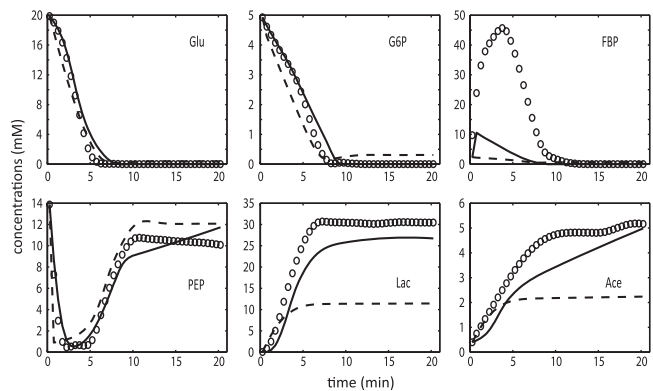 20 16 12 8 4 0
Glu
0 5 10 15 20
5 4 3 2 1 0
G6P
0 5 10 15 20
50 40 30 20 10 0
FBP
0 5 10 15 20
concentrations (mM)
14 12 10 8 6 4 2 0
PEP
0 5 10 15 20
35 30 25 20 15 10 5 0
Lac
0 5 10 15 20
6 5 4 3 2 1 0
Ace
0 5 10 15 20
time (min)